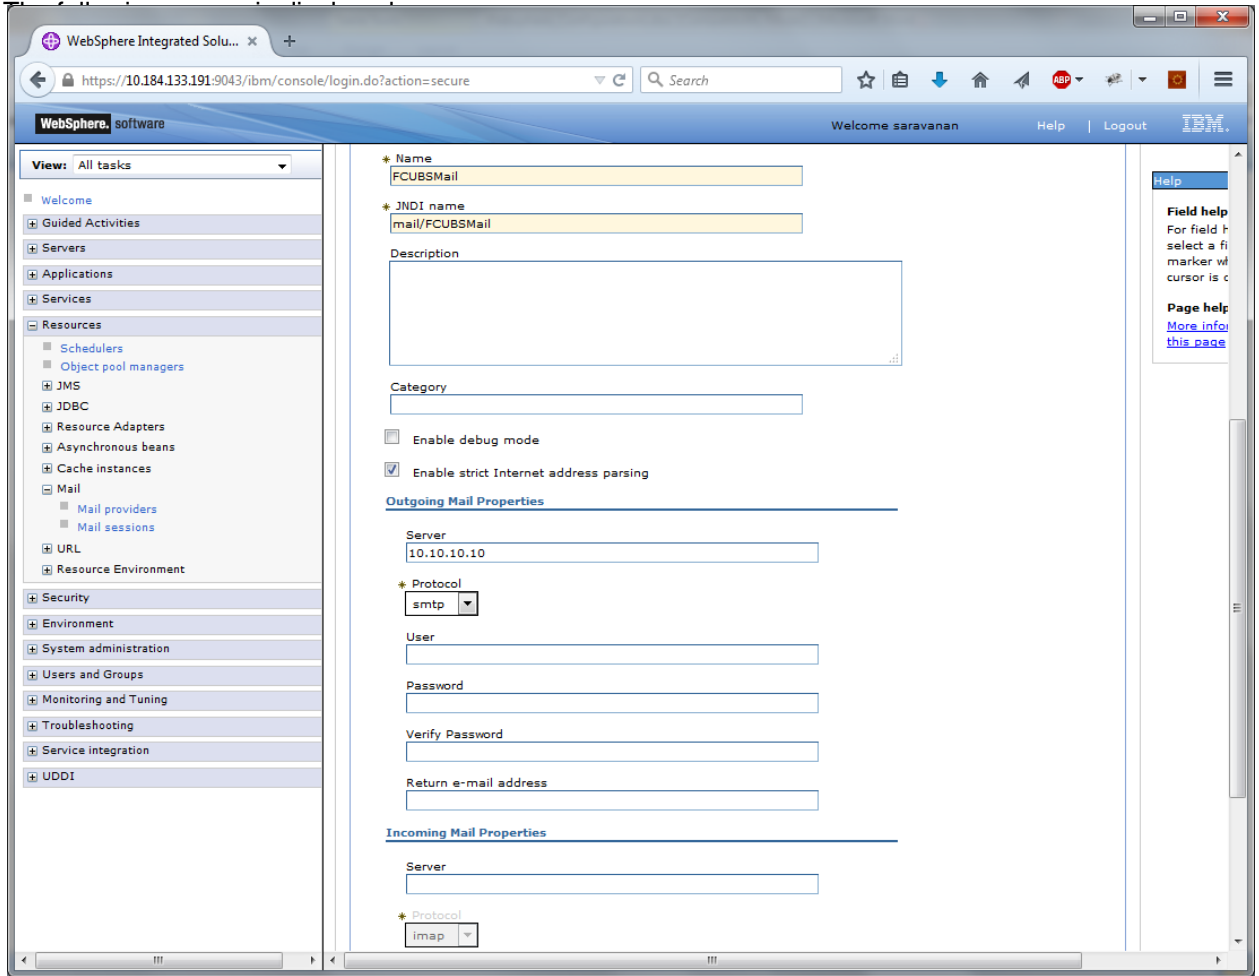 WebSphere Integrated Solu... × +
https://10.184.133.191:9043/ibm/console/login.do?action=secure
Search
ABP
WebSphere. software
Welcome saravanan
Help | Logout
IBM.
View: All tasks
Welcome
Guided Activities
Servers
Applications
Services
Resources
Schedulers
Object pool managers
JMS
JDBC
Resource Adapters
Asynchronous beans
Cache instances
Mail
Mail providers
Mail sessions
URL
Resource Environment
Security
Environment
System administration
Users and Groups
Monitoring and Tuning
Troubleshooting
Service integration
UDDI
* Name
FCUBSMail
* JNDI name
mail/FCUBSMail
Description
Category
Enable debug mode
Enable strict Internet address parsing
Outgoing Mail Properties
Server
10.10.10.10
* Protocol
smtp
User
Password
Verify Password
Return e-mail address
Incoming Mail Properties
Server
* Protocol
imap
Help
Field help
For field
select a
marker
cursor is
Page help
More
this page